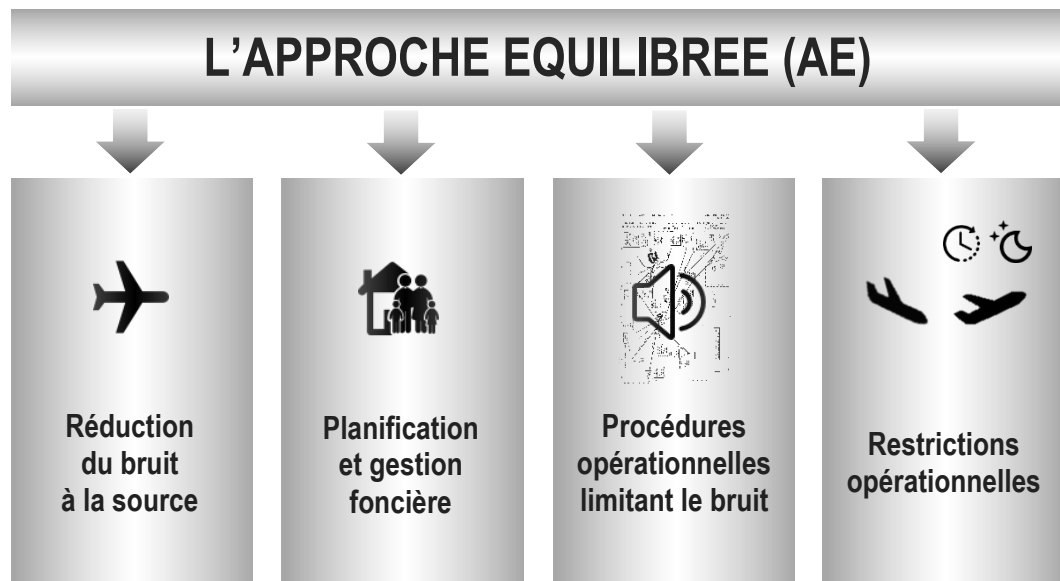 L’APPROCHE EQUILIBREE (AE)
Réduction
du bruit
à la source
Planification
et gestion
foncière
Procédures
opérationnelles
limitant le bruit
Restrictions
opérationnelles